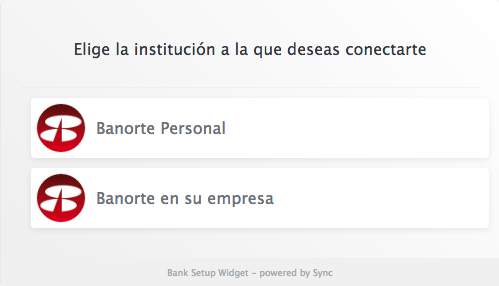 Elige la institución a la que deseas conectarte
Banorte Personal
Banorte en su empresa
Bank Setup Widget - powered by Sync